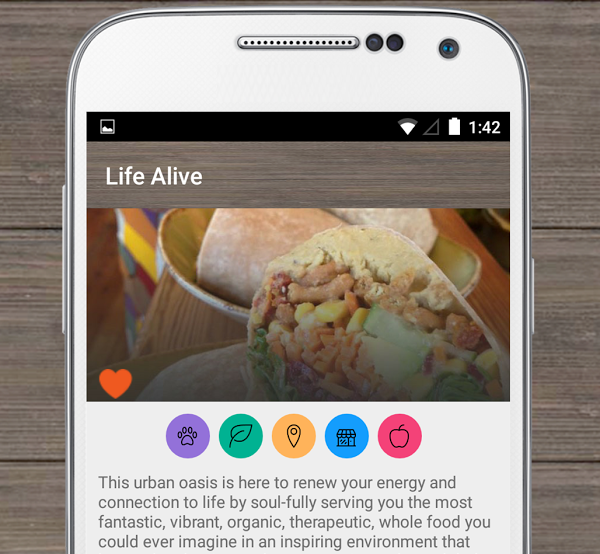 1:42
Life Alive
This urban oasis is here to renew your energy and
connection to life by soul-fully serving you the most
fantastic, vibrant, organic, therapeutic, whole food you
could ever imagine in an inspiring environment that